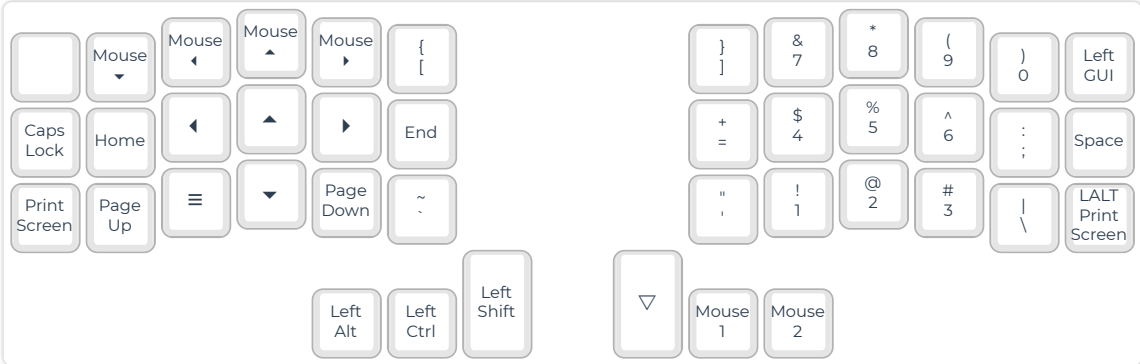 Mouse
Mouse
Mouse
Mouse
{
[
}
]
&
7
*
8
(
9
)
0
Left
GUI
Caps
Lock
Home
End
+
=
$
4
%
5
^
6
:
;
Space
Print
Screen
Page
Up
Page
Down
~
`
"
'
!
1
@
2
#
3
|
\
LALT
Print
Screen
Left
Alt
Left
Ctrl
Left
Shift
Mouse
1
Mouse
2